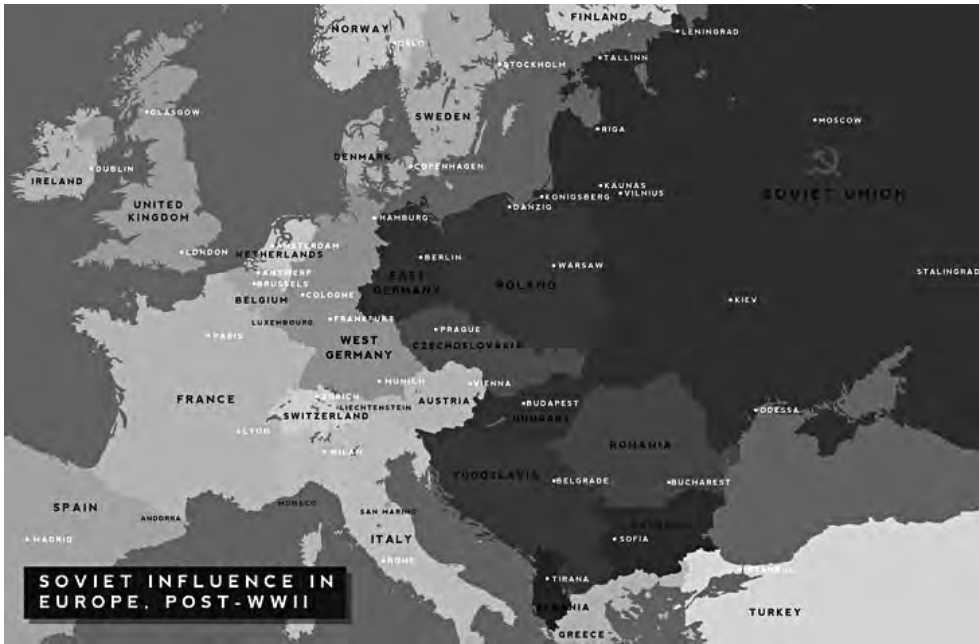 NORWAY
FINLAND
OSLO
LENINGRAD
STOCKHOLM
TALLINN
GLASGOW
SWEDEN
MOSCOW
RIGA
DENMARK
DUBLIN
COPENHAGEN
IRELAND
KAUNAS
VILNIUS
SOVIET UNION
KONIGSBERG
DANZIG
UNITED
KINGDOM
HAMBURG
AMSTERDAM
LONDON
NETHERLANDS
BERLIN
WARSAW
ANTWERP
STALINGRAD
EAST
GERMANY
POLAND
BRUSSELS
COLOGNE
BELGIUM
KIEV
LUXEMBOURG
FRANKFURT
PRAGUE
PARIS
WEST
GERMANY
CZECHOSLOVAKIA
MUNICH
VIENNA
FRANCE
ZURICH
LIECHTENSTEIN
AUSTRIA
BUDAPEST
SWITZERLAND
HUNGARY
ODESSA
LYON
ROMANIA
MILAN
YUGOSLAVIA
BELGRADE
BUCHAREST
MONACO
SPAIN
SAN MARINO
ANDORRA
ITALY
MADRID
SOFIA
ROME
ISTANBUL
TIRANA
SOVIET INFLUENCE IN
EUROPE, POST-WWII
ALBANIA
TURKEY
GREECE